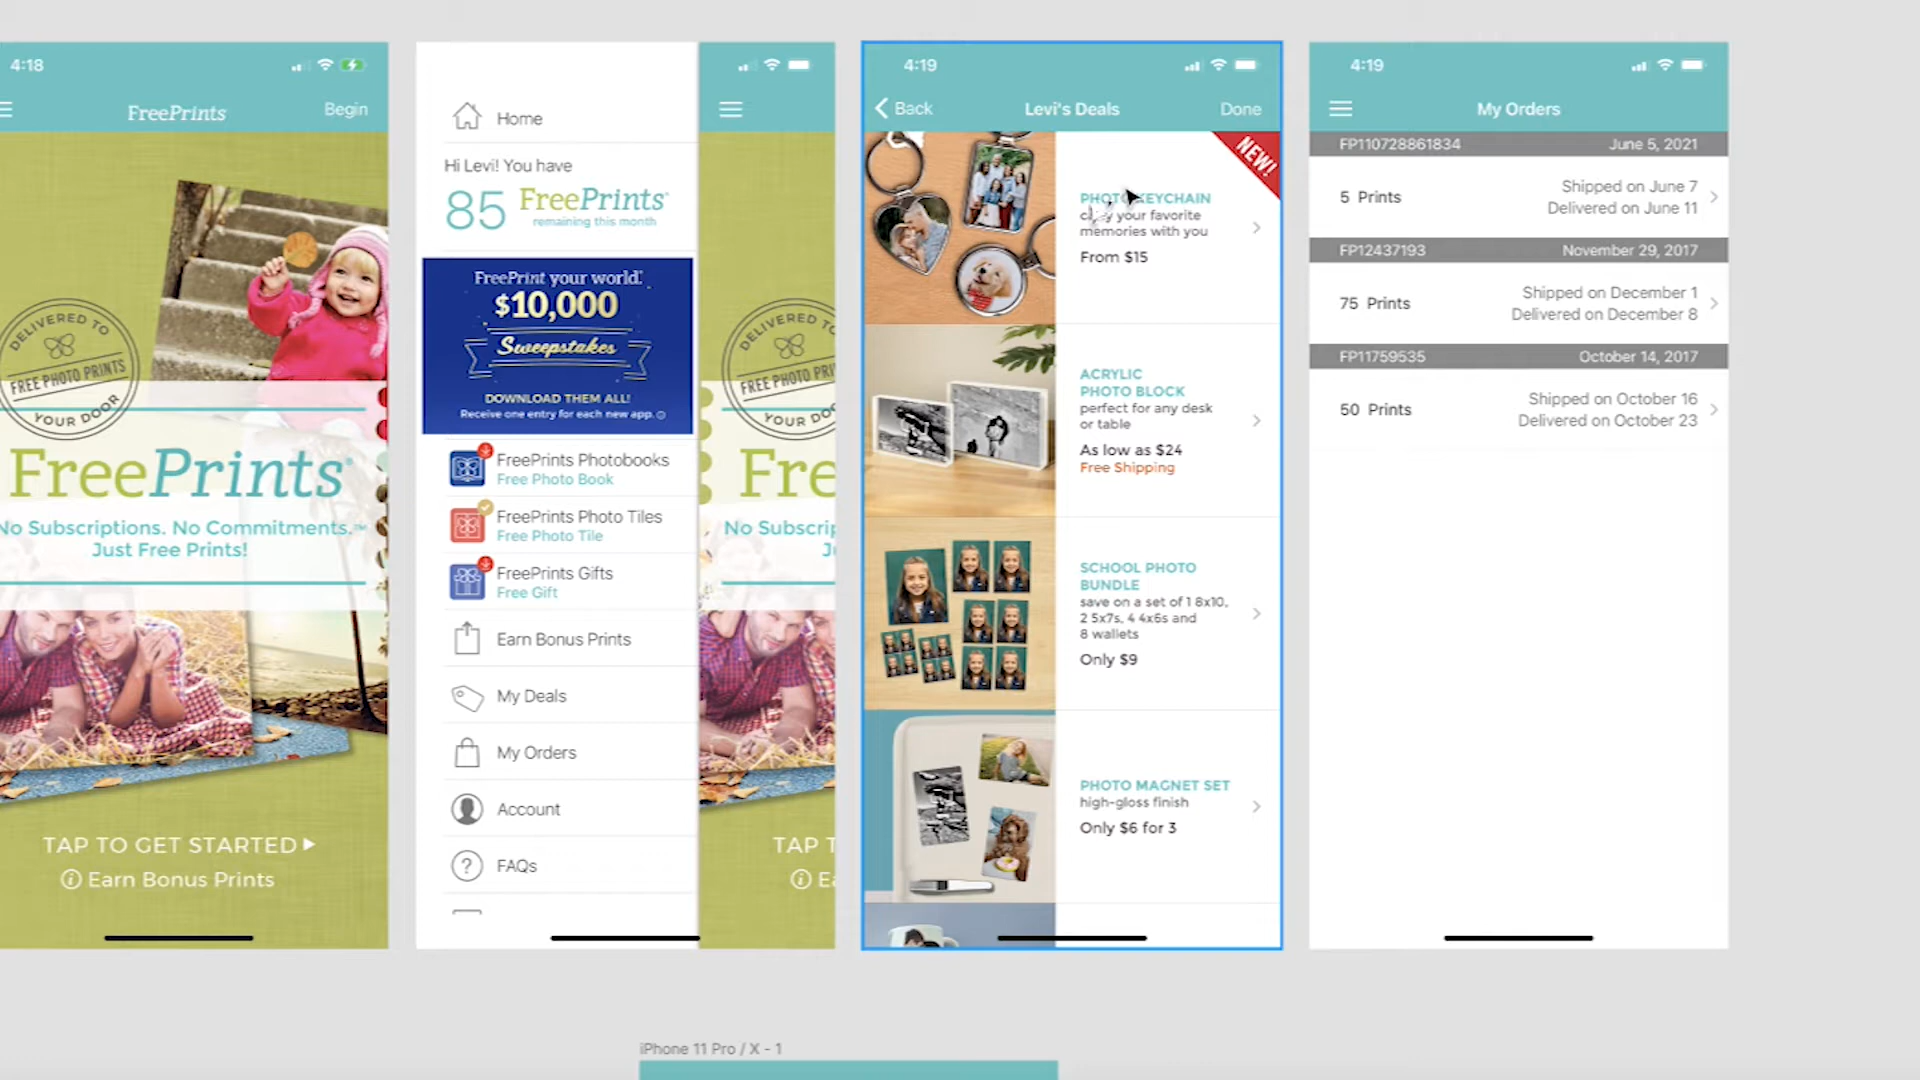 4:18
FreePrints
Begin
DELIVERED TO
FREE PHOTO PRINTS
YOUR DOOR
FreePrints
No Subscriptions. No Commitments.™
Just Free Prints!
TAP TO GET STARTED
Earn Bonus Prints
Home
Hi Levi! You have
85 FreePrints
remaining this month
FreePrint your world.
$10,000
Sweepstakes
DOWNLOAD THEM ALL!
Receive one entry for each new app.
FreePrints Photobooks
Free Photo Book
FreePrints Photo Tiles
Free Photo Tile
FreePrints Gifts
Free Gift
Earn Bonus Prints
My Deals
My Orders
Account
FAQs
DELIVERED TO
FREE PHOTO PRI
YOUR DOO
Fre
No Subscrip
Ju
TAP T
Ea
4:19
Back
Levi's Deals
Done
NEW!
PHOTO KEYCHAIN
carry your favorite
memories with you
From $15
ACRYLIC
PHOTO BLOCK
perfect for any desk
or table
As low as $24
Free Shipping
SCHOOL PHOTO
BUNDLE
save on a set of 1 8x10,
2 5x7s, 4 4x6s and
8 wallets
Only $9
PHOTO MAGNET SET
high-gloss finish
Only $6 for 3
4:19
My Orders
FP110728861834 June 5, 2021
5 Prints
Shipped on June 7
Delivered on June 11
FP12437193 November 29, 2017
75 Prints
Shipped on December 1
Delivered on December 8
FP11759535 October 14, 2017
50 Prints
Shipped on October 16
Delivered on October 23
iPhone 11 Pro / X - 1